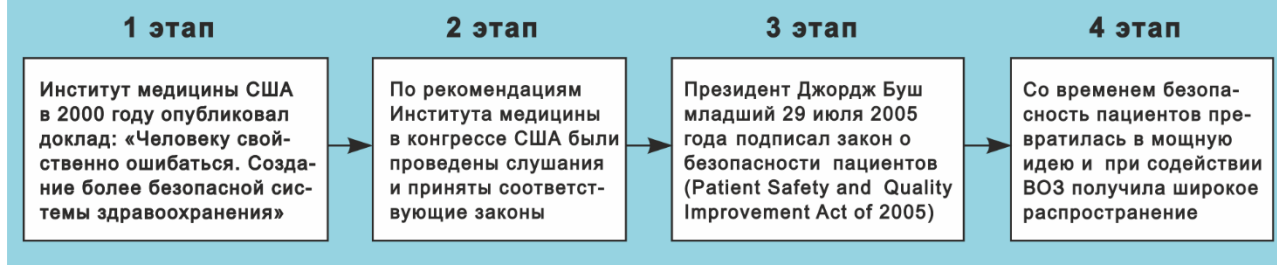 1 этап
Институт медицины США
в 2000 году опубликовал
доклад: «Человеку свой-
ственно ошибаться. Созда-
ние более безопасной сис-
темы здравоохранения»
2 этап
По рекомендациям
Института медицины
в конгрессе США были
проведены слушания
и приняты соответст-
вующие законы
3 этап
Президент Джордж Буш
младший 29 июля 2005
года подписал закон о
безопасности пациентов
(Patient Safety and Quality
Improvement Act of 2005)
4 этап
Со временем безопа-
сность пациентов пре-
вратилась в мощную
идею и при содействии
ВОЗ получила широкое
распространение